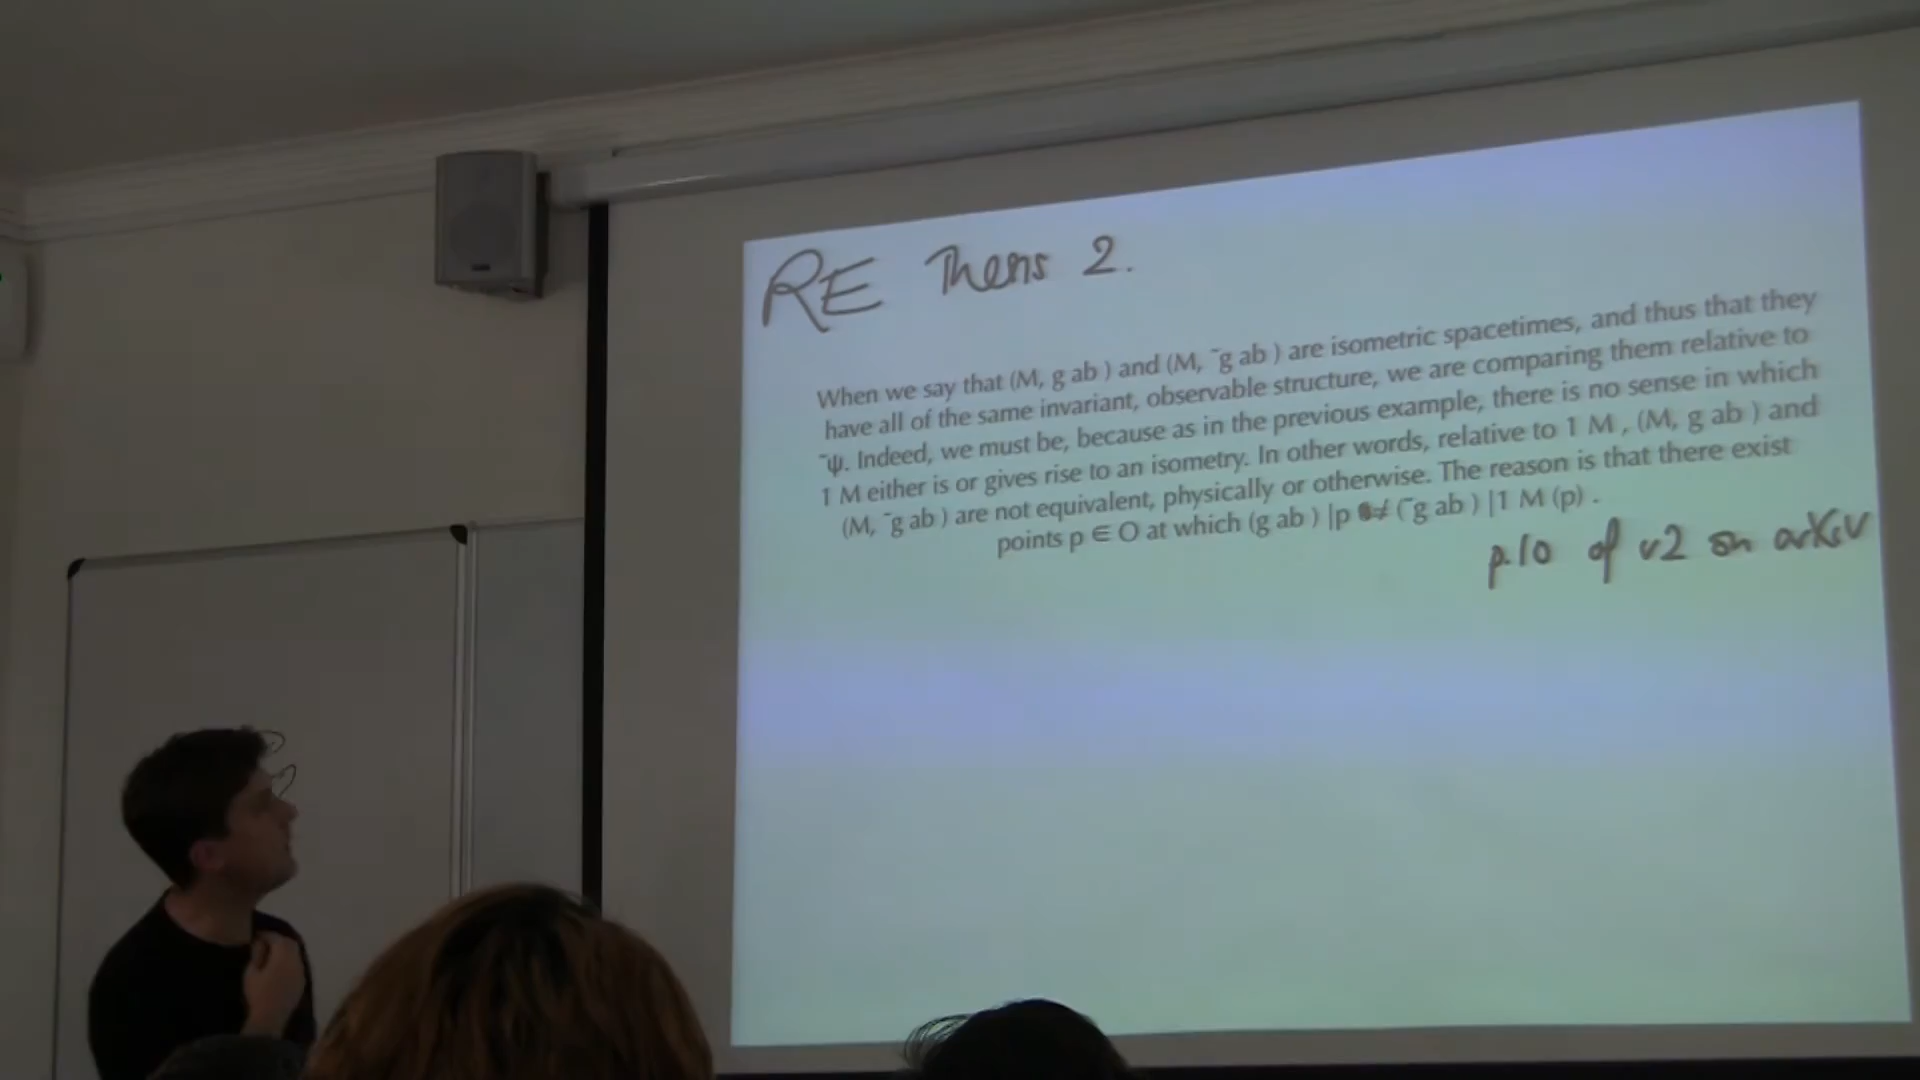 RE Thesis 2.
When we say that (M, g ab ) and (M, ˜g ab ) are isometric spacetimes, and thus that they
have all of the same invariant, observable structure, we are comparing them relative to
˜ψ. Indeed, we must be, because as in the previous example, there is no sense in which
1 M either is or gives rise to an isometry. In other words, relative to 1 M , (M, g ab ) and
(M, ˜g ab ) are not equivalent, physically or otherwise. The reason is that there exist
points p ∈ O at which (g ab ) |p ≠ (˜g ab ) |1 M (p) .
p.10 of v2 on arXiv